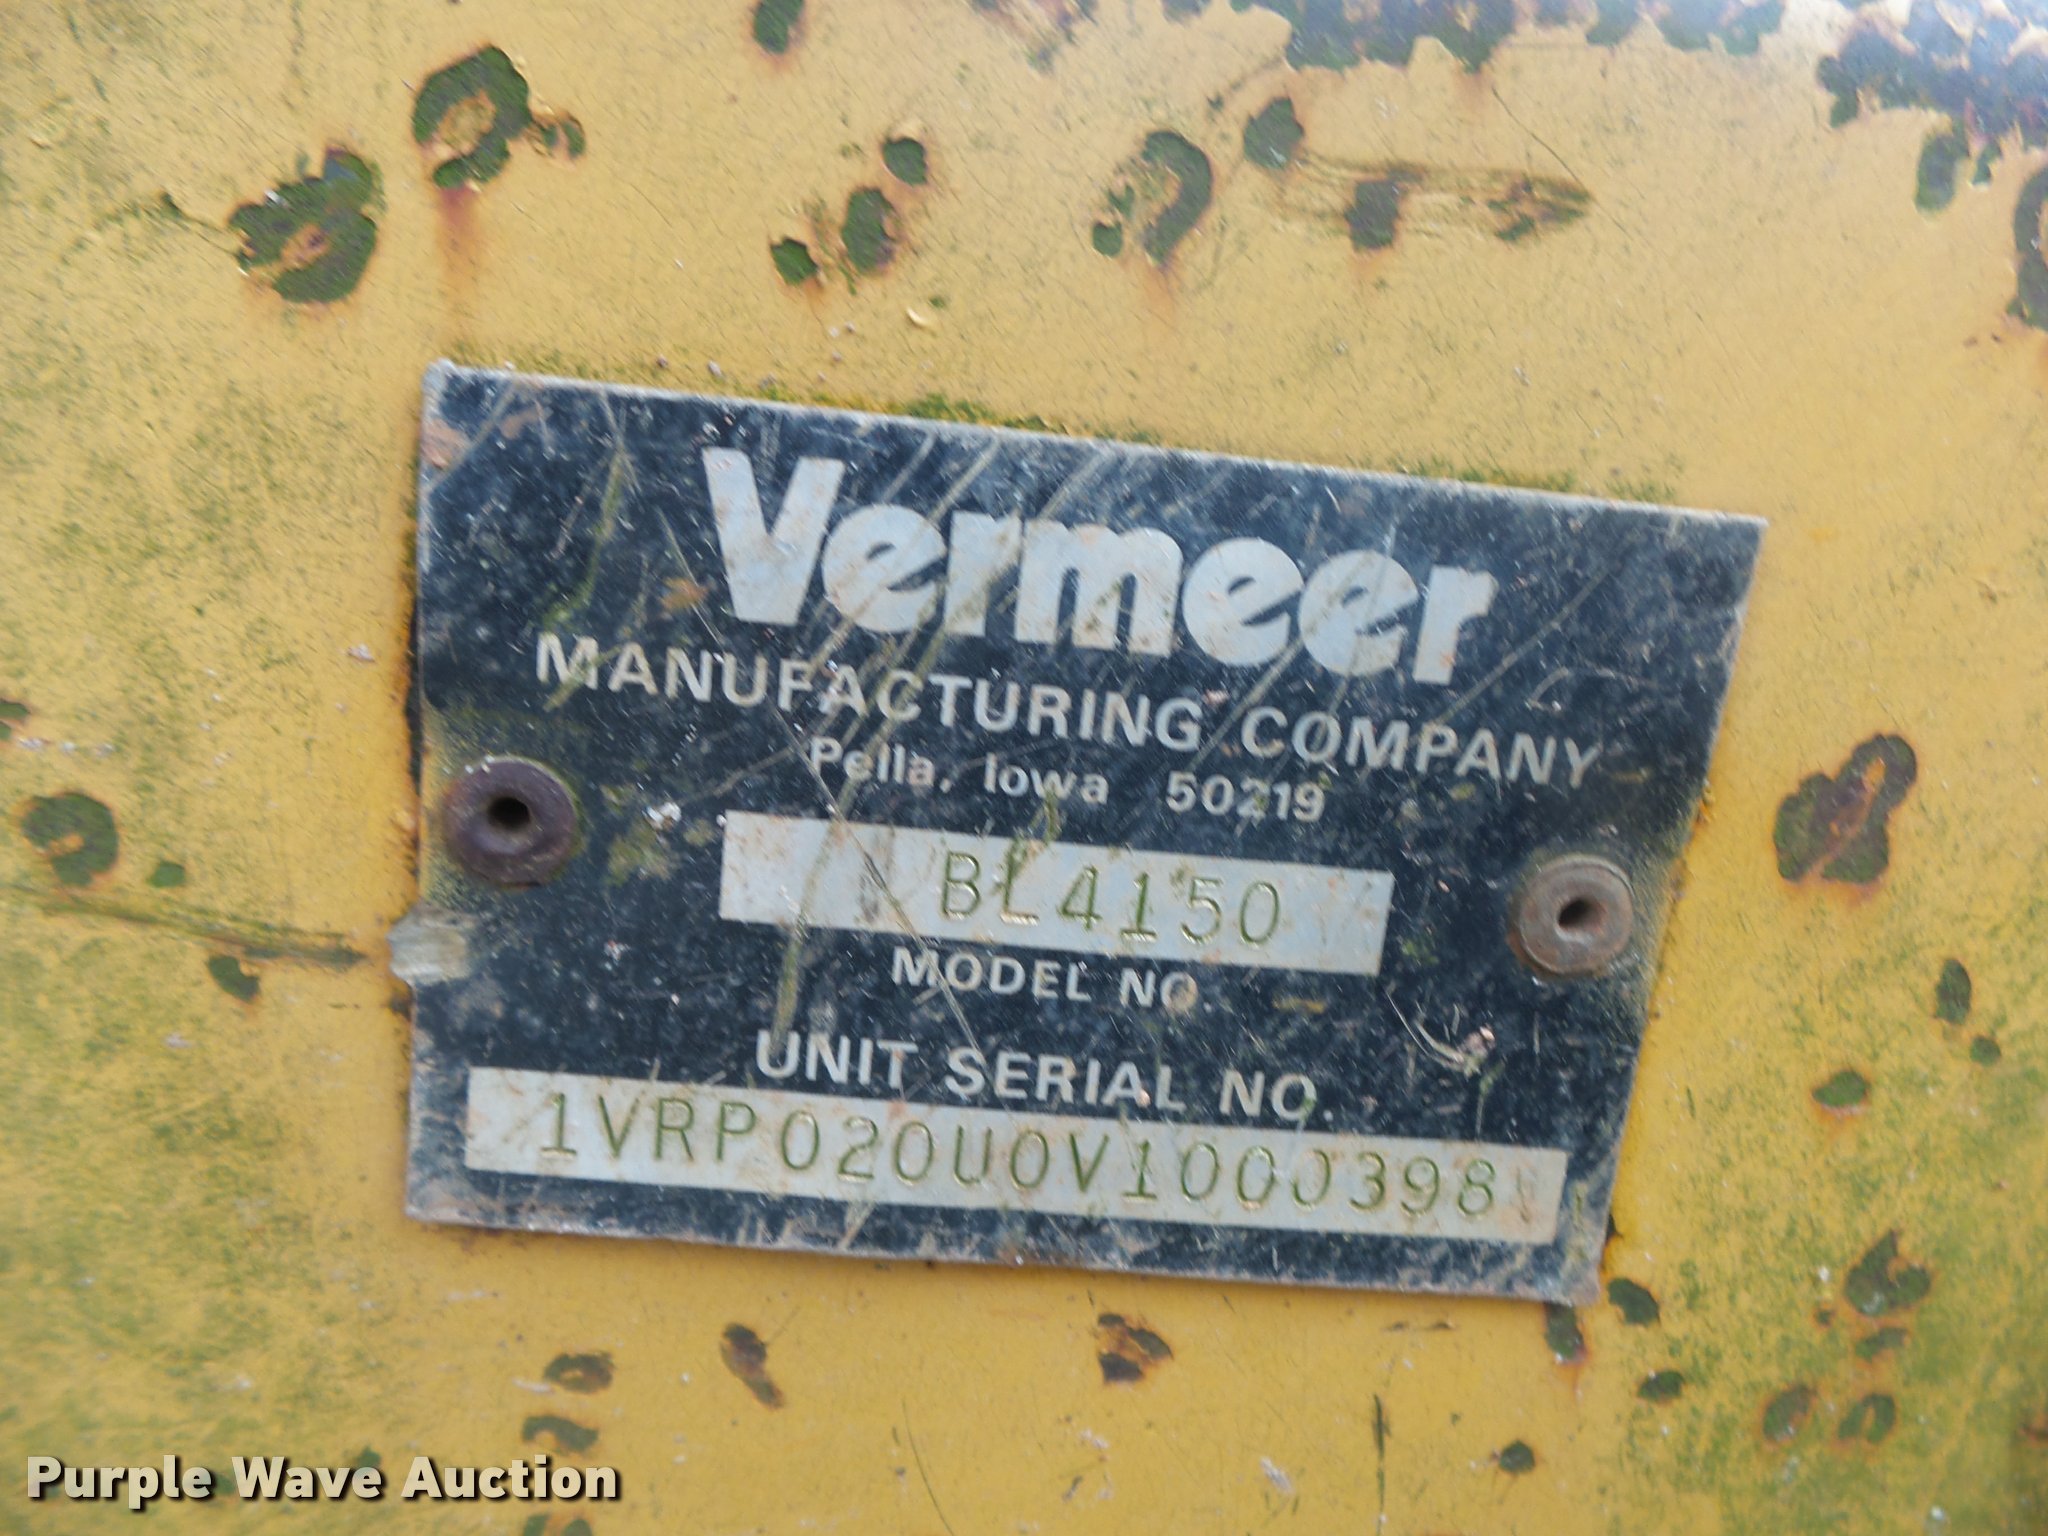 Vermeer
MANUFACTURING COMPANY
Pella, Iowa 50219
BL4150
MODEL NO.
UNIT SERIAL NO.
1VRP020U0V1000398
Purple Wave Auction